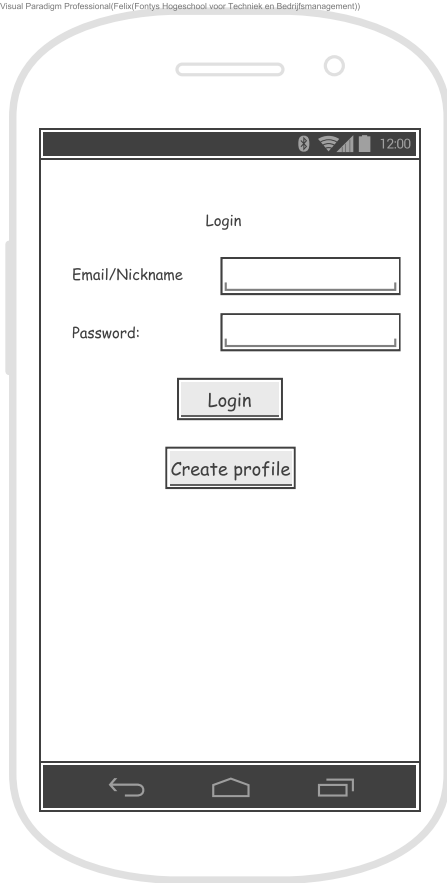 Visual Paradigm Professional(Felix(Fontys Hogeschool voor Techniek en Bedrijfsmanagement))
12:00
Login
Email/Nickname
Password:
Login
Create profile